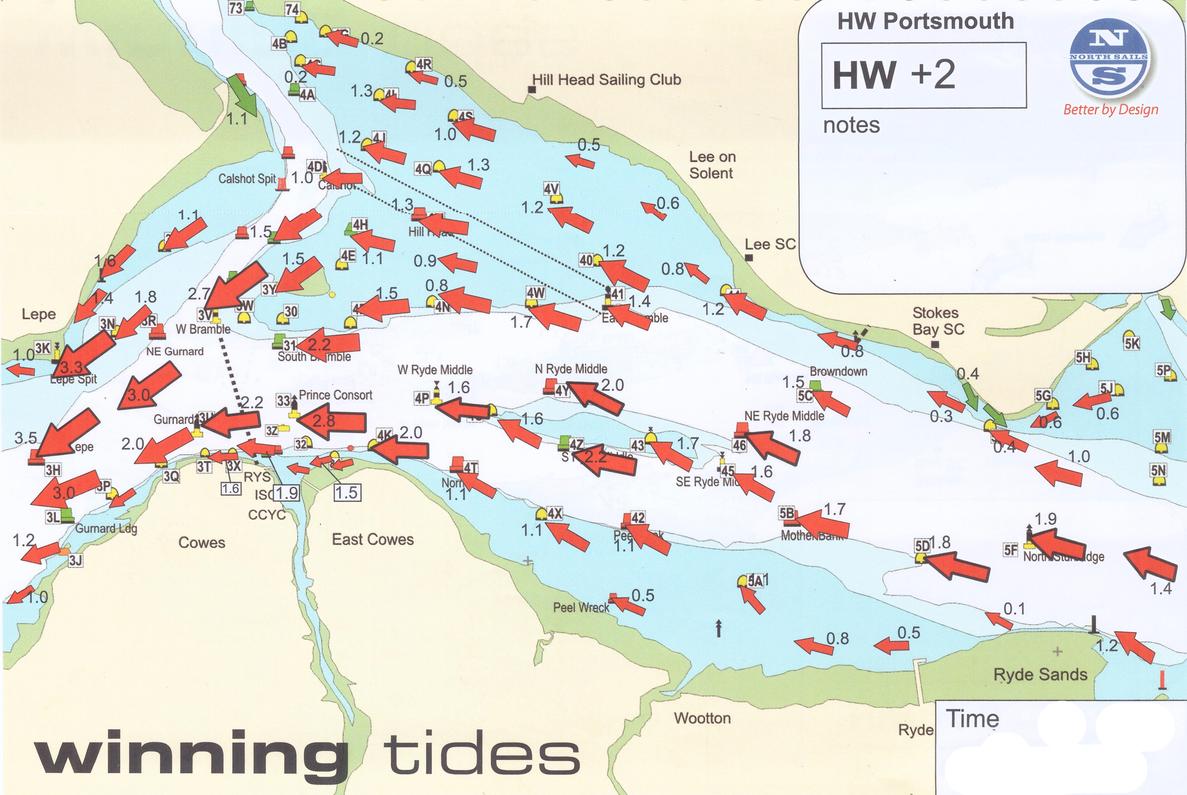 HW Portsmouth
HW +2
NORTH SAILS
N
S
Better by Design
notes
73
74
4B
0.2
4R
0.5
0.2
4A
1.3
Hill Head Sailing Club
1.1
4S
1.0
1.2
4J
0.5
Lee on
Solent
4D
1.0
4Q
1.3
Calshot Spit
4V
1.2
0.6
1.3
Hill Head
1.1
1.5
4H
1.1
4E
Lee SC
1.6
1.5
0.9
40
1.2
0.8
3Y
0.8
1.4
1.8
2.7
3W
30
1.5
4N
4W
1.7
41
1.4
East Bramble
Lepe
3N
3R
3V
W Bramble
Stokes
Bay SC
3K
1.0
3.3
Lepe Spit
NE Gurnard
31
2.2
South Bramble
0.8
5K
5H
5P
W Ryde Middle
N Ryde Middle
Browndown
0.4
3.0
4P
1.6
4Y
2.0
1.5
5C
5G
5J
0.6
33
Prince Consort
2.2
2.8
0.3
0.6
NE Ryde Middle
Gurnard
3Z
1.6
3.5
2.0
32
4K
2.0
4Z
2.2
43
1.7
46
1.8
0.4
5M
3H
3Q
3T
3X
4T
SE Ryde Middle
45
1.6
1.0
5N
3.0
3P
RYS
1.6
1.9
1.5
1.1
3L
Gurnard Ldg
CCYC
4X
1.1
42
1.1
5B
1.7
Mother Bank
1.9
5F
1.2
3J
Cowes
East Cowes
5D
1.8
1.4
1.0
5A
Peel Wreck
0.5
0.1
0.8
0.5
1.2
Ryde Sands
Wootton
Ryde
Time
winning tides